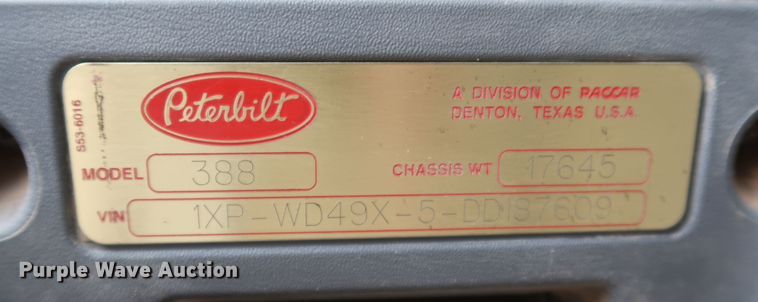 Peterbilt
A DIVISION OF PACCAR
DENTON, TEXAS U.S.A.
S53-6016
MODEL 388 CHASSIS WT 17645
VIN 1XP-WD49X-5-DD187609
Purple Wave Auction